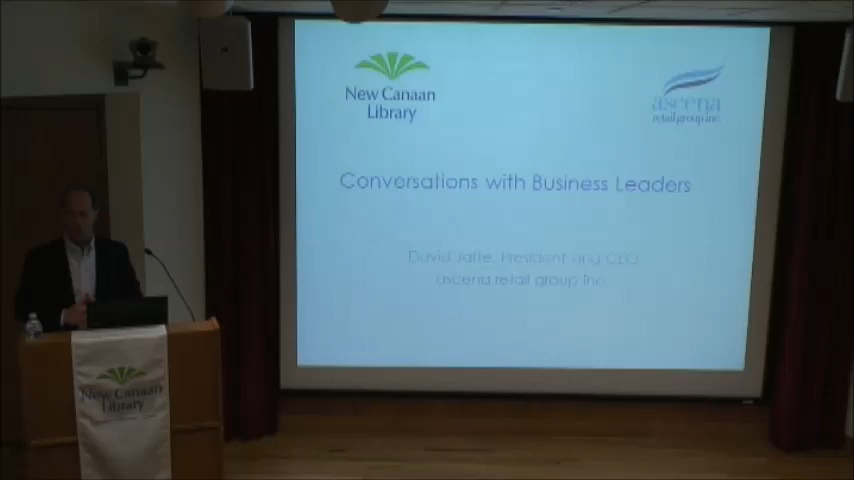 New Canaan
Library
ascena
retail group inc.
Conversations with Business Leaders
David Jaffe, President and CEO
ascena retail group inc
New Canaan
Library